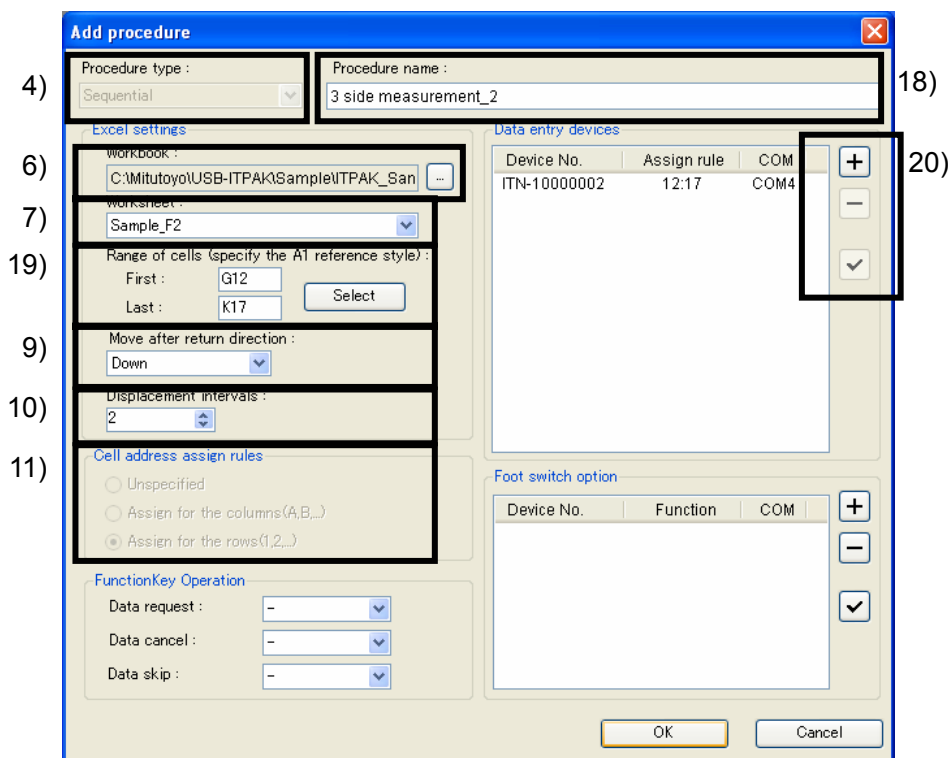 Add procedure
4)
Procedure type :
Sequential
Procedure name :
3 side measurement_2
18)
Excel settings
6)
Workbook :
C:\Mitutoyo\USB-ITPAK\Sample\ITPAK_San
...
7)
Worksheet :
Sample_F2
19)
Range of cells (specify the A1 reference style) :
First : G12
Last : K17
Select
9)
Move after return direction :
Down
10)
Displacement intervals :
2
11)
Cell address assign rules
Unspecified
Assign for the columns(A,B,...)
Assign for the rows(1,2,...)
FunctionKey Operation
Data request : -
Data cancel : -
Data skip : -
Data entry devices
Device No. Assign rule COM
ITN-10000002 12:17 COM4
+
−
20)
Foot switch option
Device No. Function COM
+
−
OK Cancel